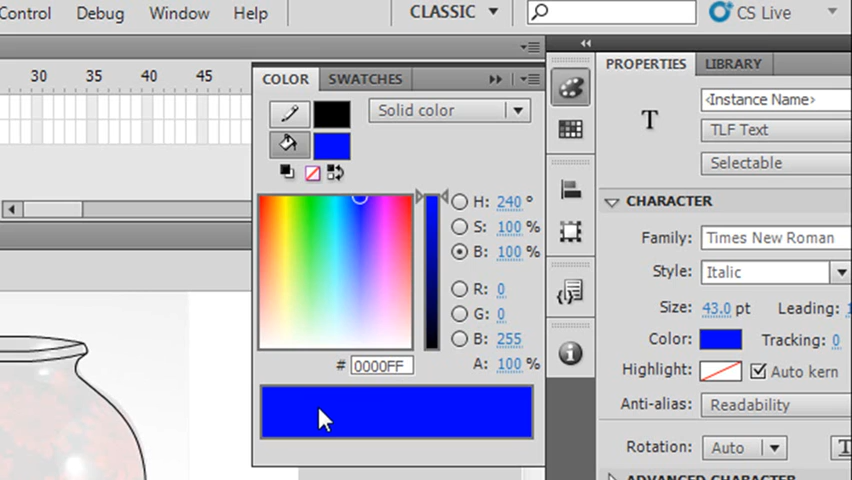 Control Debug Window Help CLASSIC CS Live
30 35 40 45
COLOR SWATCHES
Solid color
H: 240 °
S: 100 %
B: 100 %
R: 0
G: 0
B: 255
# 0000FF A: 100 %
PROPERTIES LIBRARY
T <Instance Name>
TLF Text
Selectable
CHARACTER
Family: Times New Roman
Style: Italic
Size: 43.0 pt Leading:
Color: Tracking: 0
Highlight: Auto kern
Anti-alias: Readability
Rotation: Auto T
ADVANCED CHARACTER